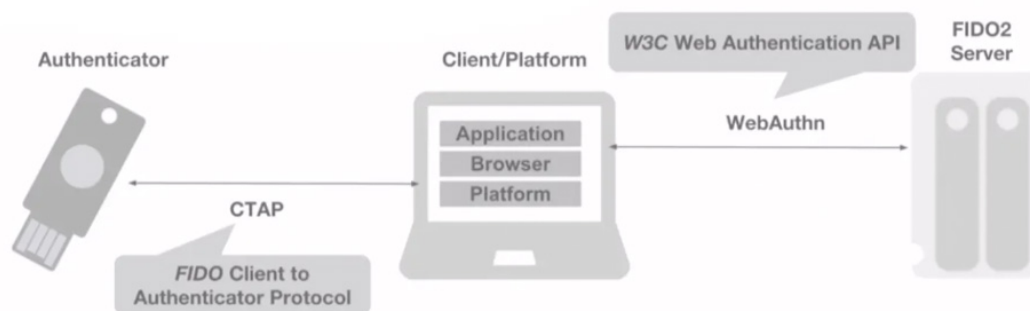 Authenticator
CTAP
FIDO Client to
Authenticator Protocol
Client/Platform
Application
Browser
Platform
W3C Web Authentication API
WebAuthn
FIDO2
Server